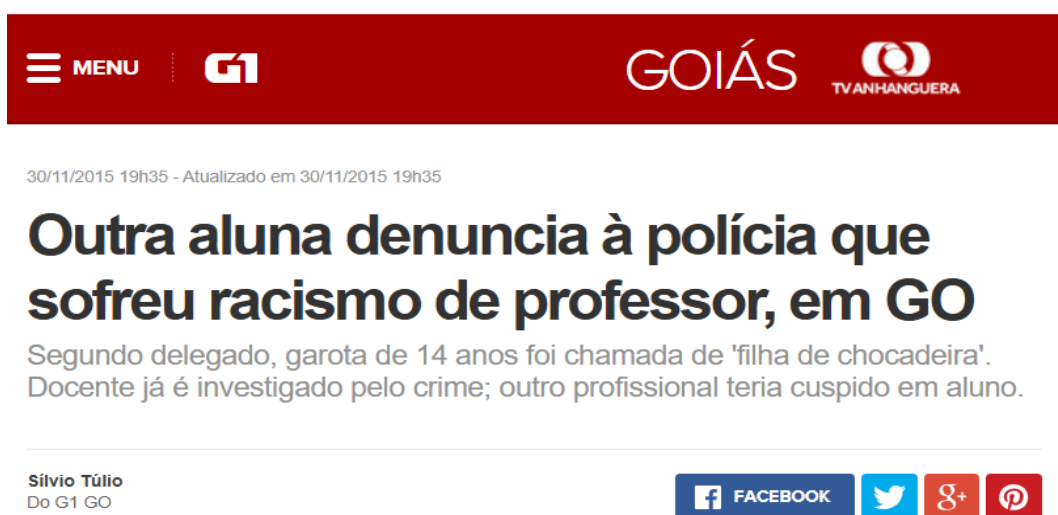 MENU
G1
GOIÁS
TV ANHANGUERA
30/11/2015 19h35 - Atualizado em 30/11/2015 19h35
Outra aluna denuncia à polícia que
sofreu racismo de professor, em GO
Segundo delegado, garota de 14 anos foi chamada de 'filha de chocadeira'.
Docente já é investigado pelo crime; outro profissional teria cuspido em aluno.
Sílvio Túlio
Do G1 GO
f FACEBOOK
g+